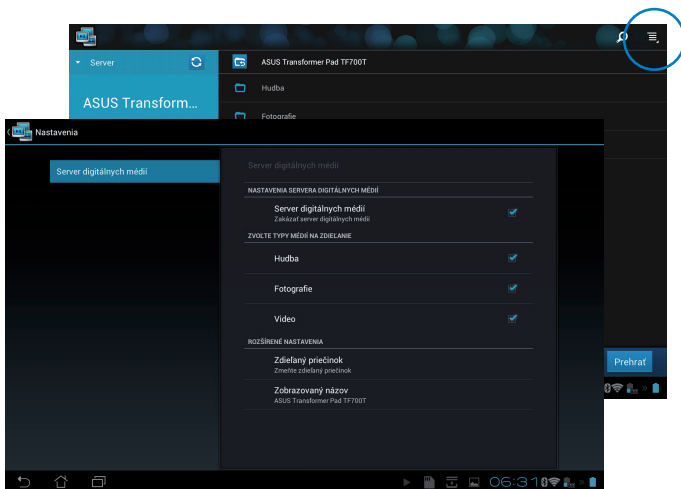 Server
ASUS Transformer Pad TF700T
ASUS Transform...
Hudba
Fotografie
Nastavenia
Server digitálnych médií
Server digitálnych médií
NASTAVENIA SERVERA DIGITÁLNYCH MÉDIÍ
Server digitálnych médií
Zakázať server digitálnych médií
ZVOĽTE TYPY MÉDIÍ NA ZDIEĽANIE
Hudba
Fotografie
Video
ROZŠÍRENÉ NASTAVENIA
Zdieľaný priečinok
Zmeňte zdieľaný priečinok
Zobrazovaný názov
ASUS Transformer Pad TF700T
Prehrať
06:31